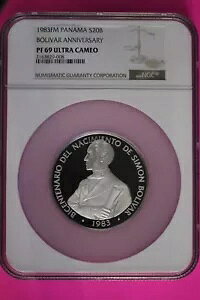 1983FM PANAMA S20B
BOLIVAR ANNIVERSARY
PF 69 ULTRA CAMEO
NUMISMATIC GUARANTY CORPORATION
NGC
BICENTENARIO DEL NACIMIENTO DE SIMON BOLIVAR
• 1983 •